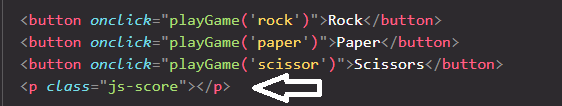 <button onclick="playGame('rock')">Rock</button>
<button onclick="playGame('paper')">Paper</button>
<button onclick="playGame('scissor')">Scissors</button>
<p class="js-score"></p>